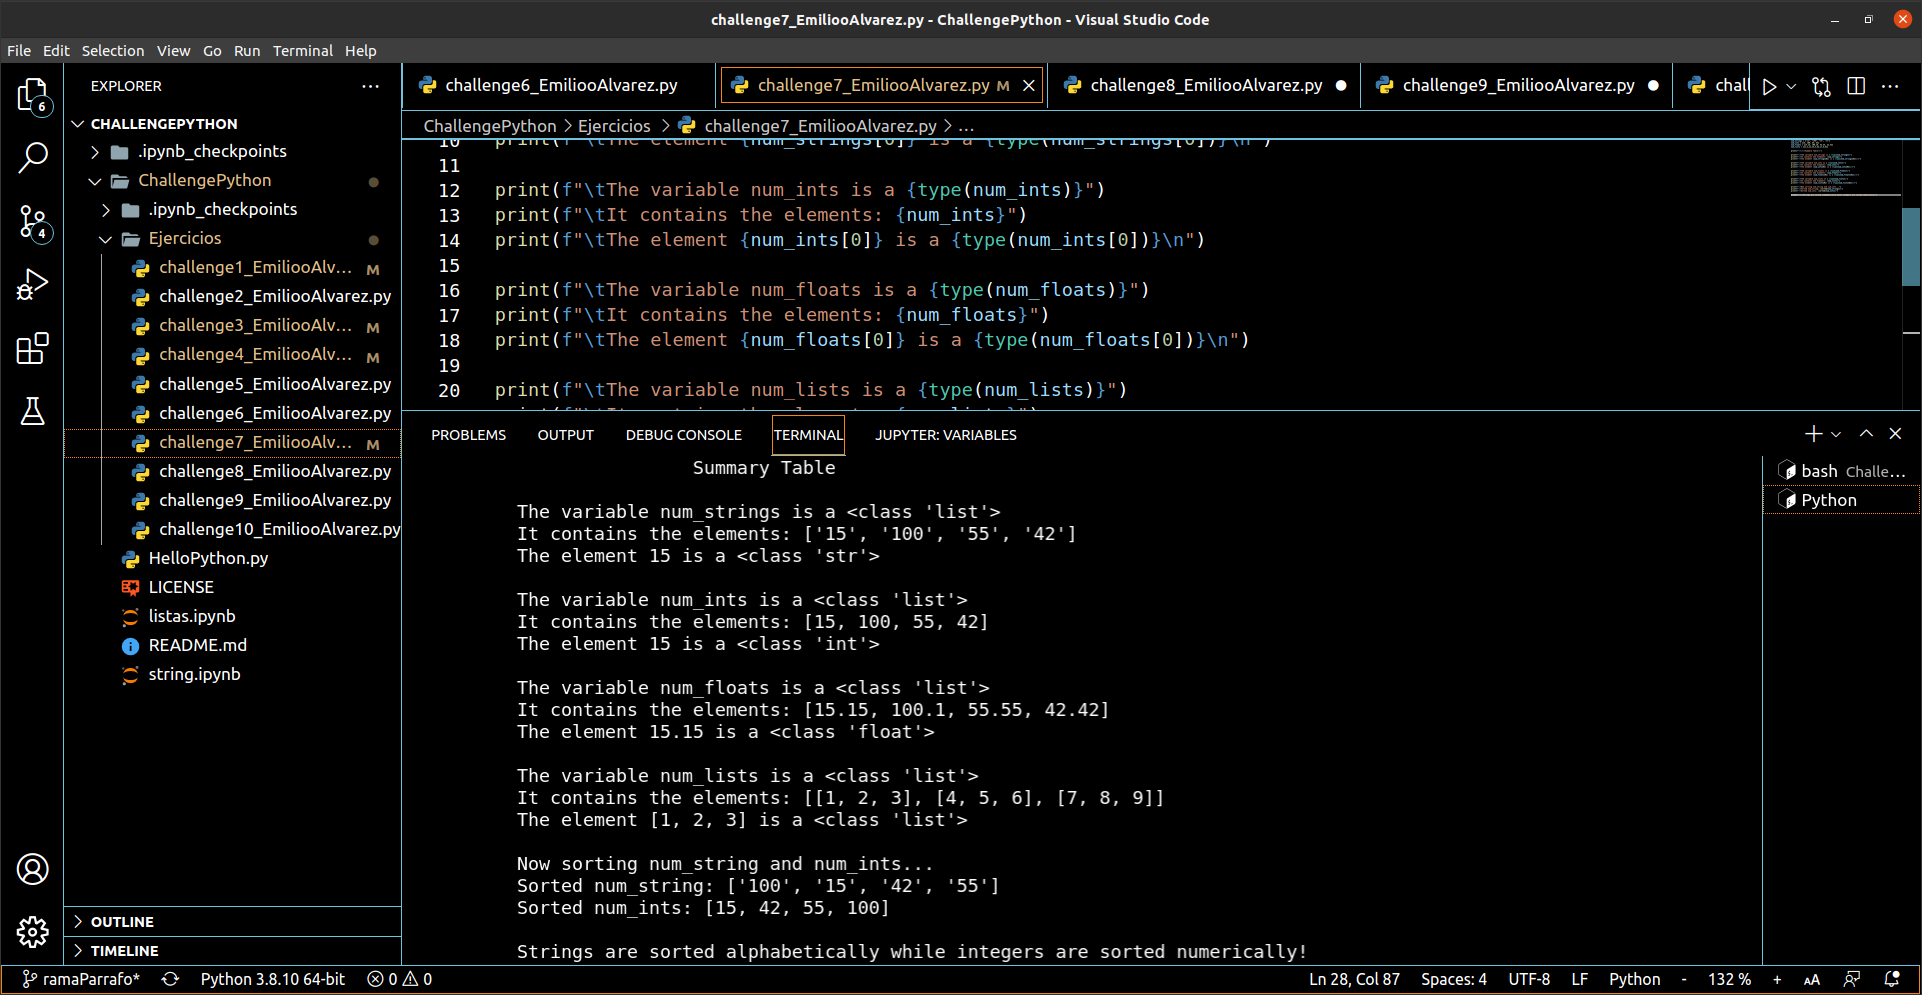 challenge7_EmiliooAlvarez.py - ChallengePython - Visual Studio Code
File Edit Selection View Go Run Terminal Help
6
4
EXPLORER
CHALLENGEPYTHON
.ipynb_checkpoints
ChallengePython
.ipynb_checkpoints
Ejercicios
challenge1_EmiliooAlv... M
challenge2_EmiliooAlvarez.py
challenge3_EmiliooAlv... M
challenge4_EmiliooAlv... M
challenge5_EmiliooAlvarez.py
challenge6_EmiliooAlvarez.py
challenge7_EmiliooAlv... M
challenge8_EmiliooAlvarez.py
challenge9_EmiliooAlvarez.py
challenge10_EmiliooAlvarez.py
HelloPython.py
LICENSE
listas.ipynb
README.md
string.ipynb
OUTLINE
TIMELINE
challenge6_EmiliooAlvarez.py challenge7_EmiliooAlvarez.py M challenge8_EmiliooAlvarez.py challenge9_EmiliooAlvarez.py chall
ChallengePython > Ejercicios > challenge7_EmiliooAlvarez.py > ...
10 print(f"\tThe element {num_strings[0]} is a {type(num_strings[0])}\n")
11
12 print(f"\tThe variable num_ints is a {type(num_ints)}")
13 print(f"\tIt contains the elements: {num_ints}")
14 print(f"\tThe element {num_ints[0]} is a {type(num_ints[0])}\n")
15
16 print(f"\tThe variable num_floats is a {type(num_floats)}")
17 print(f"\tIt contains the elements: {num_floats}")
18 print(f"\tThe element {num_floats[0]} is a {type(num_floats[0])}\n")
19
20 print(f"\tThe variable num_lists is a {type(num_lists)}")
PROBLEMS OUTPUT DEBUG CONSOLE TERMINAL JUPYTER: VARIABLES
Summary Table
The variable num_strings is a <class 'list'>
It contains the elements: ['15', '100', '55', '42']
The element 15 is a <class 'str'>
The variable num_ints is a <class 'list'>
It contains the elements: [15, 100, 55, 42]
The element 15 is a <class 'int'>
The variable num_floats is a <class 'list'>
It contains the elements: [15.15, 100.1, 55.55, 42.42]
The element 15.15 is a <class 'float'>
The variable num_lists is a <class 'list'>
It contains the elements: [[1, 2, 3], [4, 5, 6], [7, 8, 9]]
The element [1, 2, 3] is a <class 'list'>
Now sorting num_string and num_ints...
Sorted num_string: ['100', '15', '42', '55']
Sorted num_ints: [15, 42, 55, 100]
Strings are sorted alphabetically while integers are sorted numerically!
bash Challe...
Python
ramaParrafo* Python 3.8.10 64-bit 0 0 Ln 28, Col 87 Spaces: 4 UTF-8 LF Python - 132 % + AA